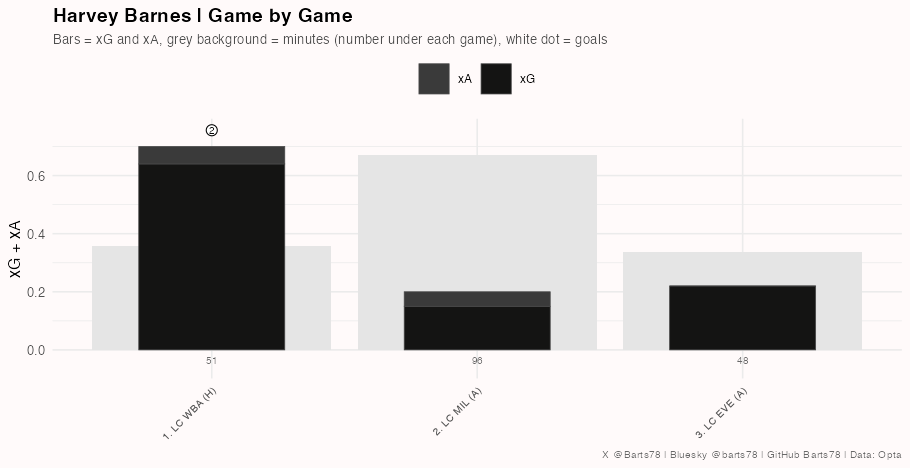 Harvey Barnes | Game by Game
Bars = xG and xA, grey background = minutes (number under each game), white dot = goals
xA xG
2
xG + xA
0.6
0.4
0.2
0.0
51 96 48
1. LC WBA (H) 2. LC MIL (A) 3. LC EVE (A)
X @Barts78 | Bluesky @barts78 | GitHub Barts78 | Data: Opta